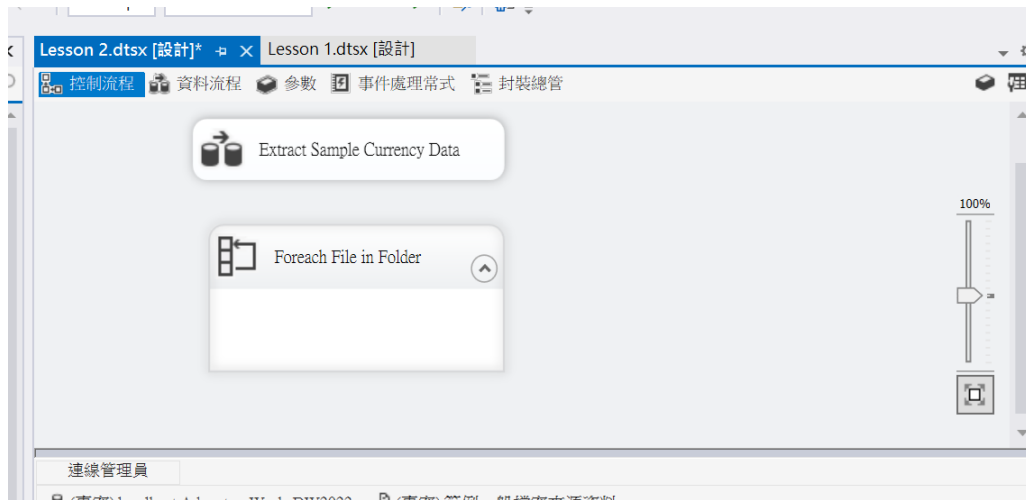 Lesson 2.dtsx [設計]* Lesson 1.dtsx [設計]
控制流程 資料流程 參數 事件處理常式 封裝總管
Extract Sample Currency Data
100%
Foreach File in Folder
連線管理員